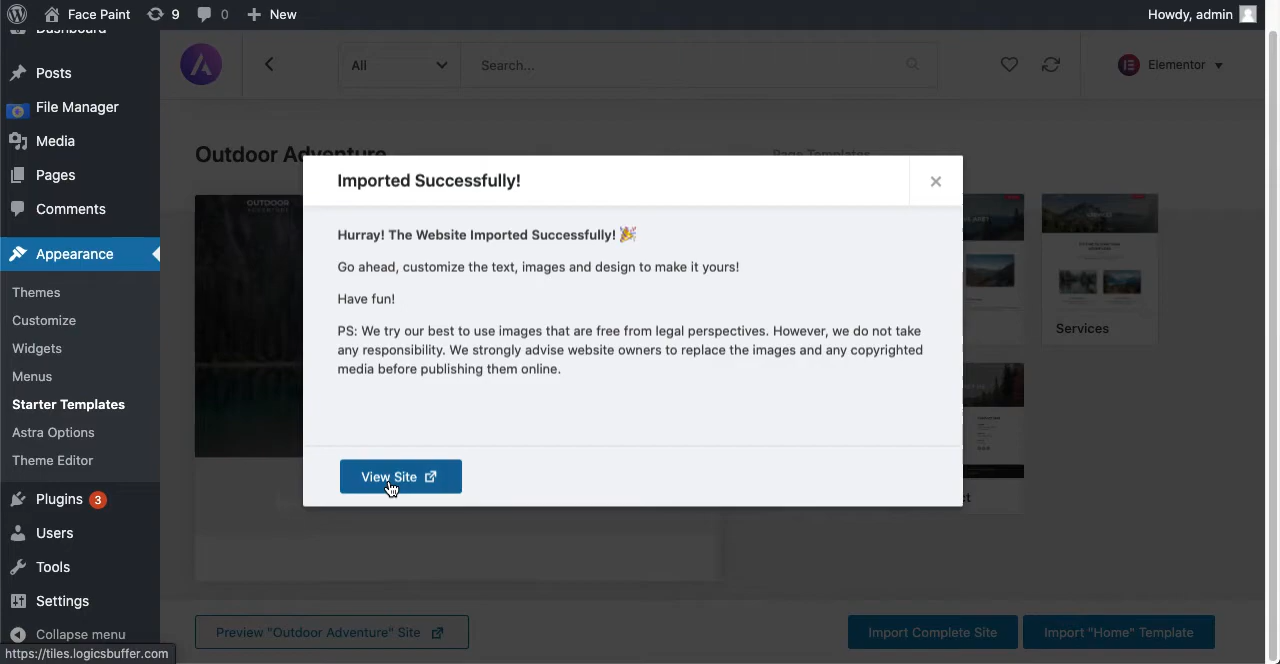 Face Paint 9 0 New Howdy, admin
Dashboard
Posts
File Manager
Media
Pages
Comments
Appearance
Themes
Customize
Widgets
Menus
Starter Templates
Astra Options
Theme Editor
Plugins 3
Users
Tools
Settings
Collapse menu
All Search... Elementor
Outdoor Adventure Page Templates
OUTDOOR
Imported Successfully!
Hurray! The Website Imported Successfully! 🎉
Go ahead, customize the text, images and design to make it yours!
Have fun!
PS: We try our best to use images that are free from legal perspectives. However, we do not take
any responsibility. We strongly advise website owners to replace the images and any copyrighted
media before publishing them online.
View Site
Services
Preview "Outdoor Adventure" Site Import Complete Site Import "Home" Template
https://tiles.logicsbuffer.com